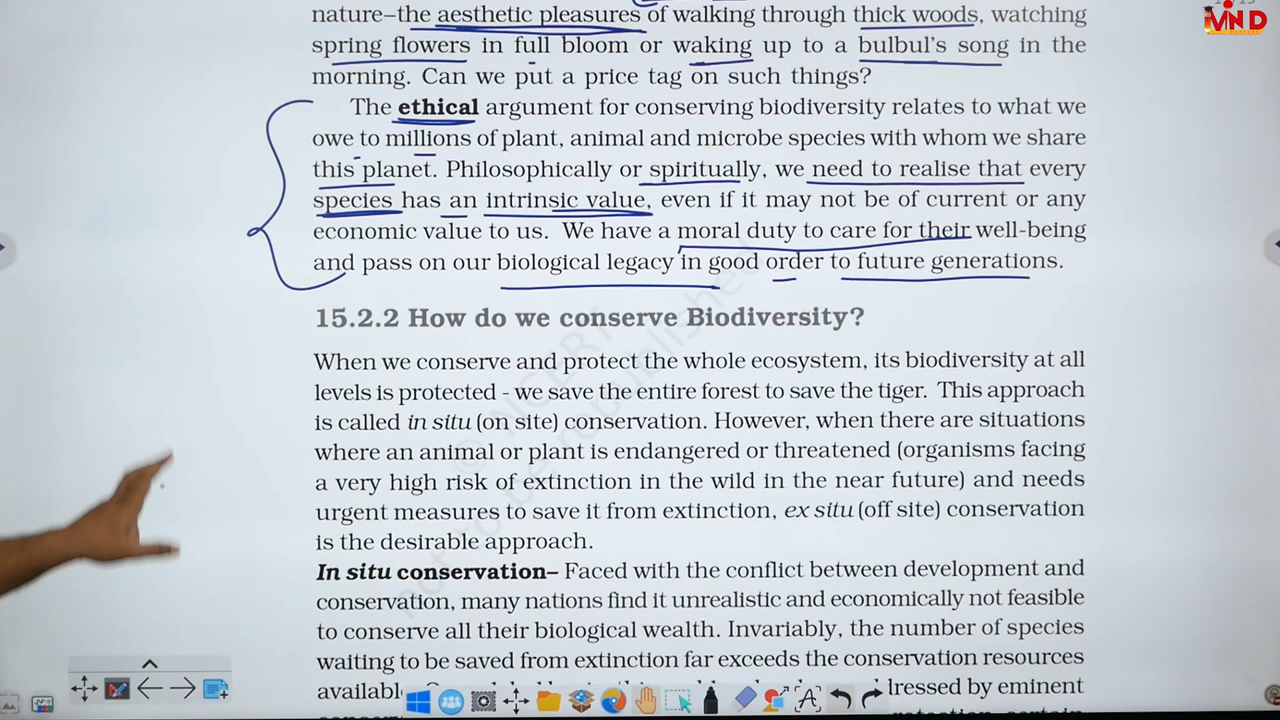 nature–the aesthetic pleasures of walking through thick woods, watching
spring flowers in full bloom or waking up to a bulbul's song in the
morning. Can we put a price tag on such things?
The ethical argument for conserving biodiversity relates to what we
owe to millions of plant, animal and microbe species with whom we share
this planet. Philosophically or spiritually, we need to realise that every
species has an intrinsic value, even if it may not be of current or any
economic value to us. We have a moral duty to care for their well-being
and pass on our biological legacy in good order to future generations.
15.2.2 How do we conserve Biodiversity?
When we conserve and protect the whole ecosystem, its biodiversity at all
levels is protected - we save the entire forest to save the tiger. This approach
is called in situ (on site) conservation. However, when there are situations
where an animal or plant is endangered or threatened (organisms facing
a very high risk of extinction in the wild in the near future) and needs
urgent measures to save it from extinction, ex situ (off site) conservation
is the desirable approach.
In situ conservation– Faced with the conflict between development and
conservation, many nations find it unrealistic and economically not feasible
to conserve all their biological wealth. Invariably, the number of species
waiting to be saved from extinction far exceeds the conservation resources
by eminent
© NCERT
not to be republished